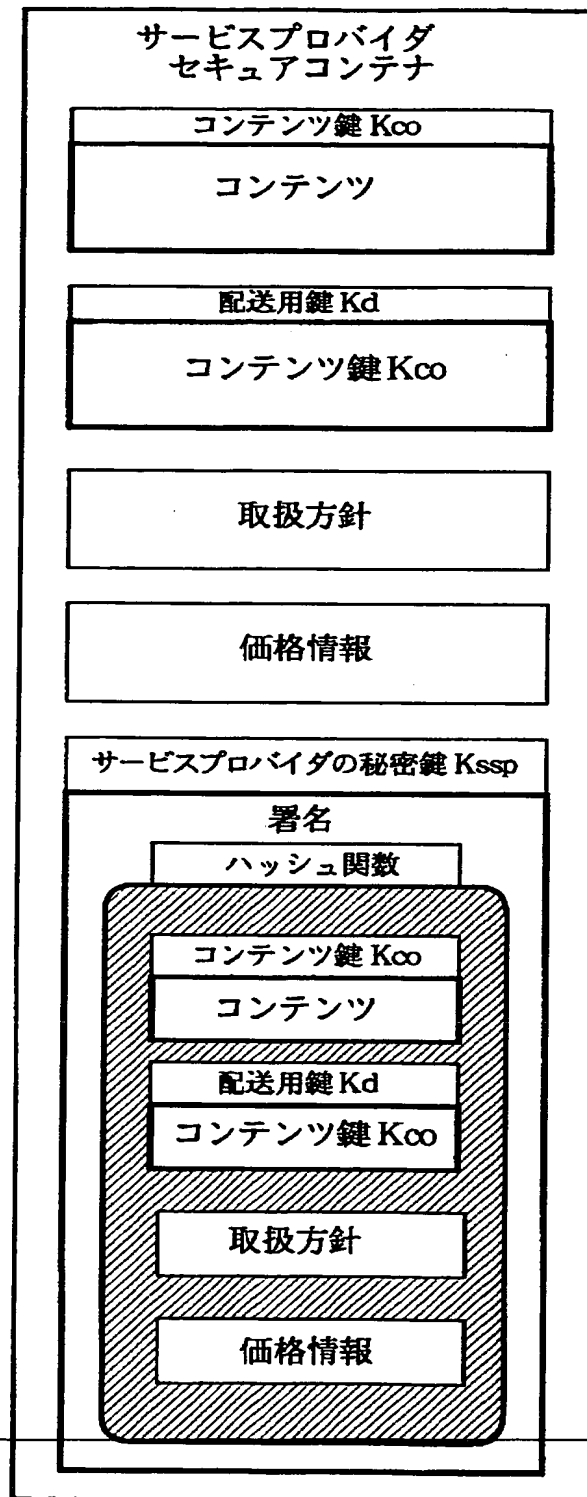 サービスプロバイダ
セキュアコンテナ
コンテンツ鍵 Kco
コンテンツ
配送用鍵 Kd
コンテンツ鍵 Kco
取扱方針
価格情報
サービスプロバイダの秘密鍵 Kssp
署名
ハッシュ関数
コンテンツ鍵 Kco
コンテンツ
配送用鍵 Kd
コンテンツ鍵 Kco
取扱方針
価格情報